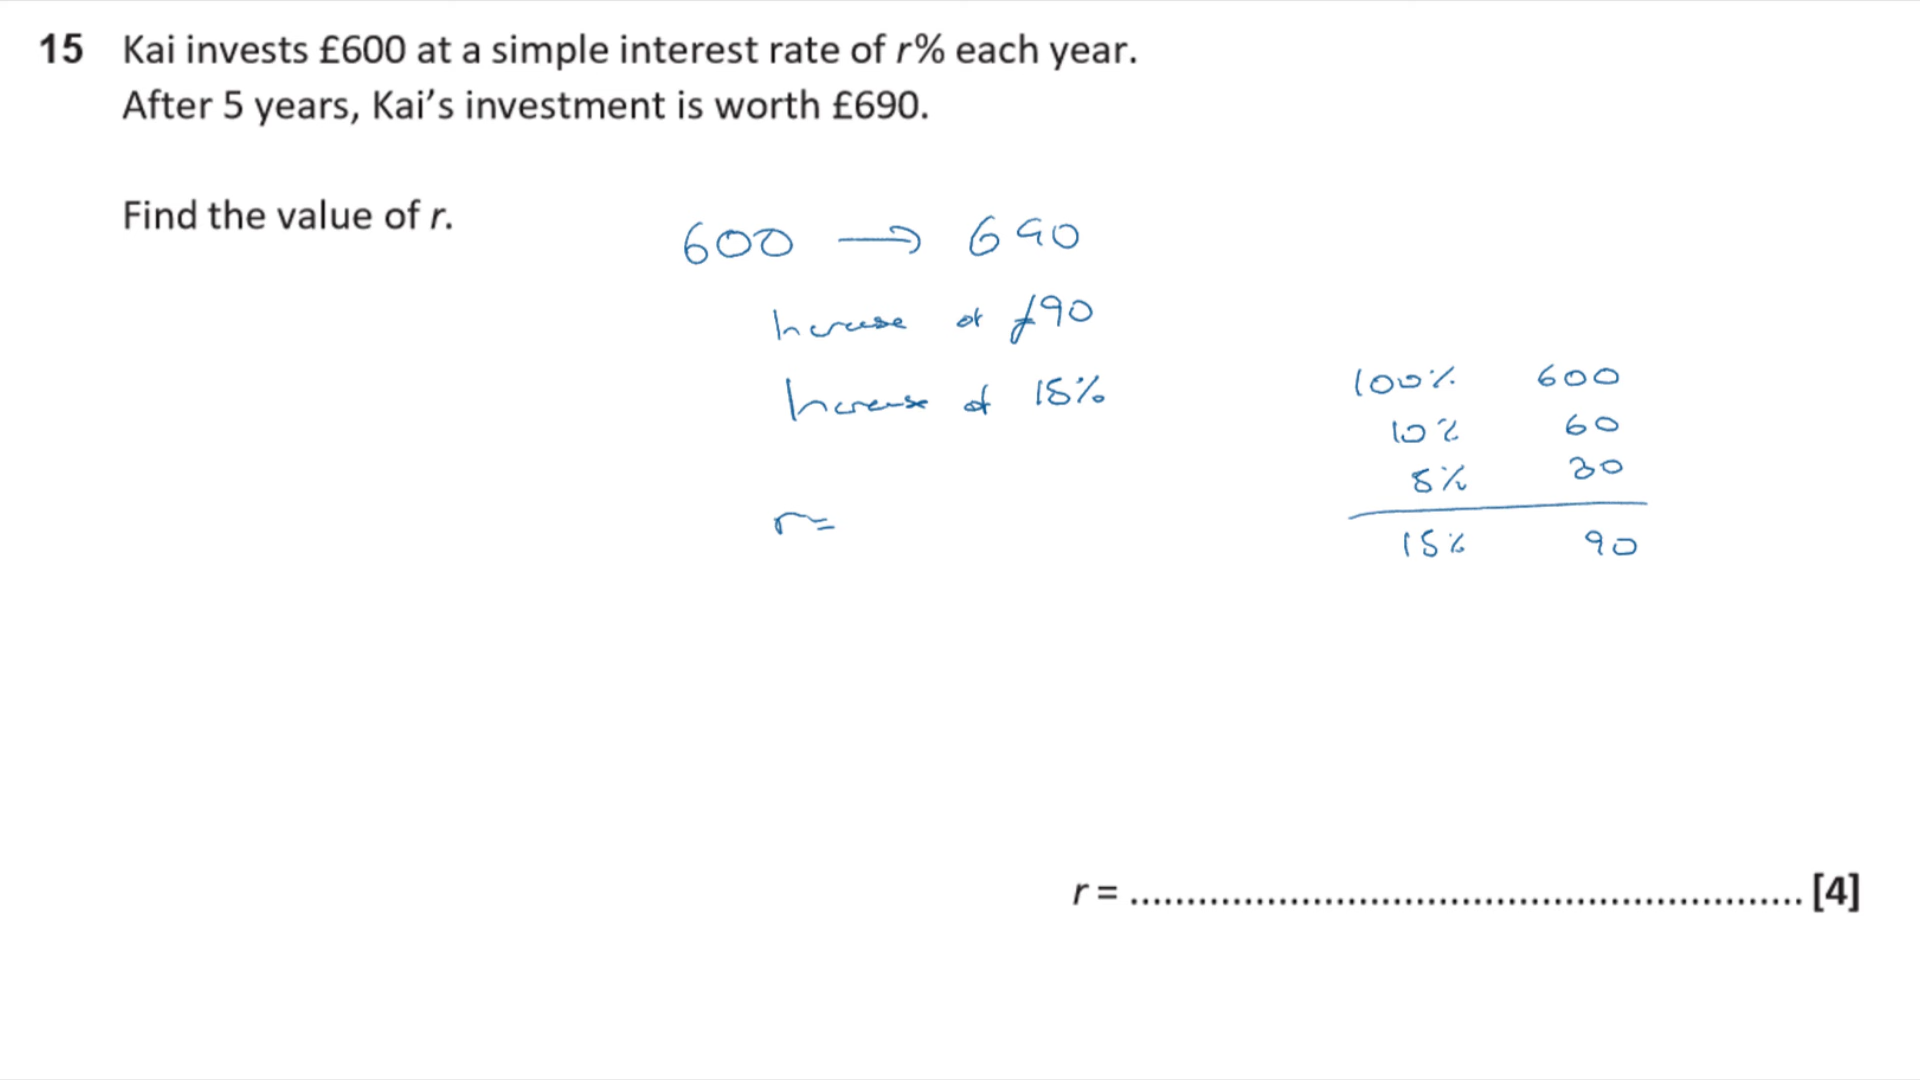 15 Kai invests £600 at a simple interest rate of r% each year.
After 5 years, Kai's investment is worth £690.
Find the value of r.
600 → 690
Increase of £90
Increase of 15%
r=
100% 600
10% 60
5% 30
15% 90
r = ............................................................ [4]